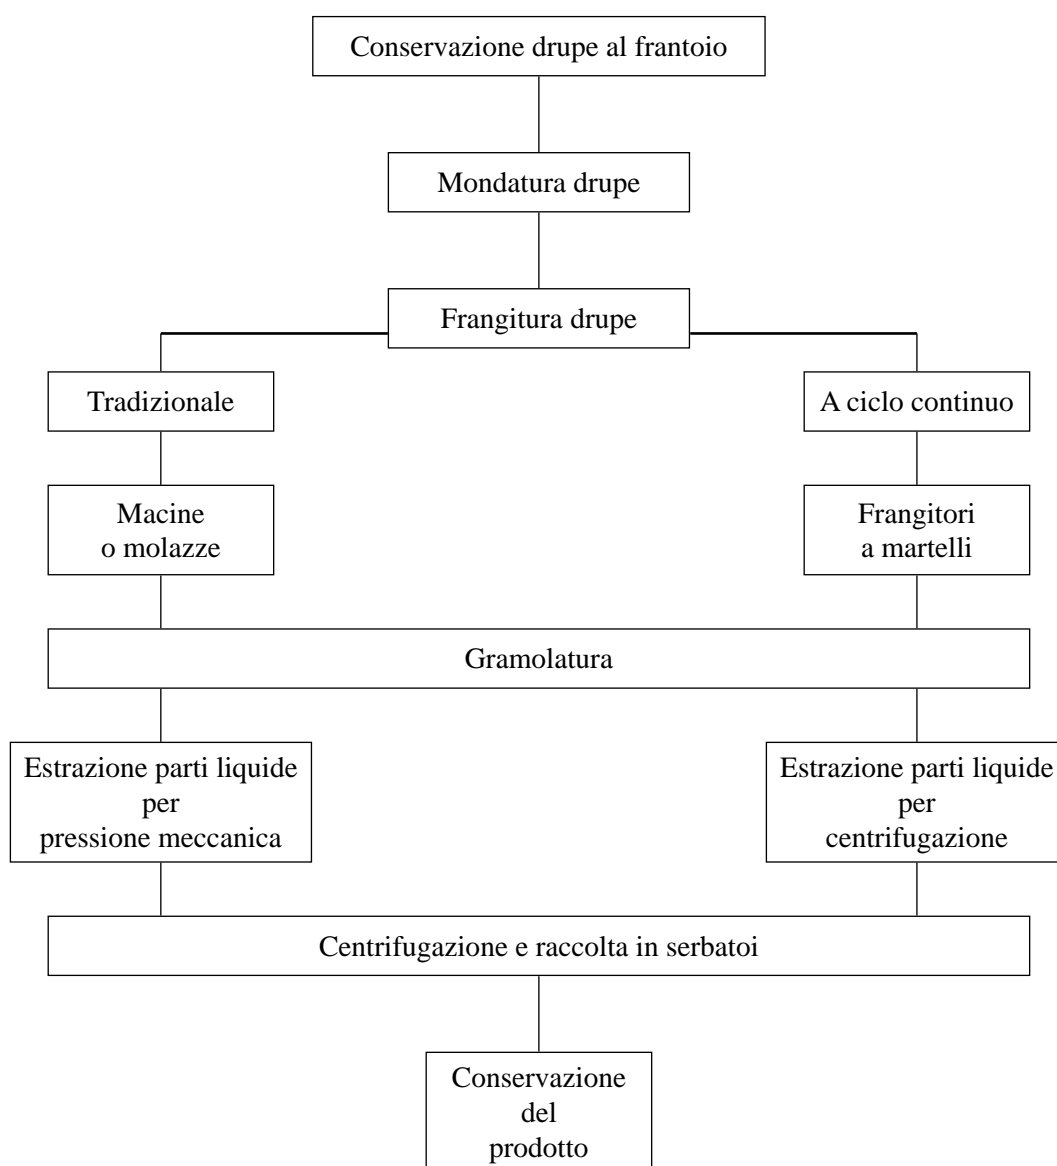 Conservazione drupe al frantoio
Mondatura drupe
Frangitura drupe
Tradizionale
A ciclo continuo
Macine
o molazze
Frangitori
a martelli
Gramolatura
Estrazione parti liquide
per
pressione meccanica
Estrazione parti liquide
per
centrifugazione
Centrifugazione e raccolta in serbatoi
Conservazione
del
prodotto